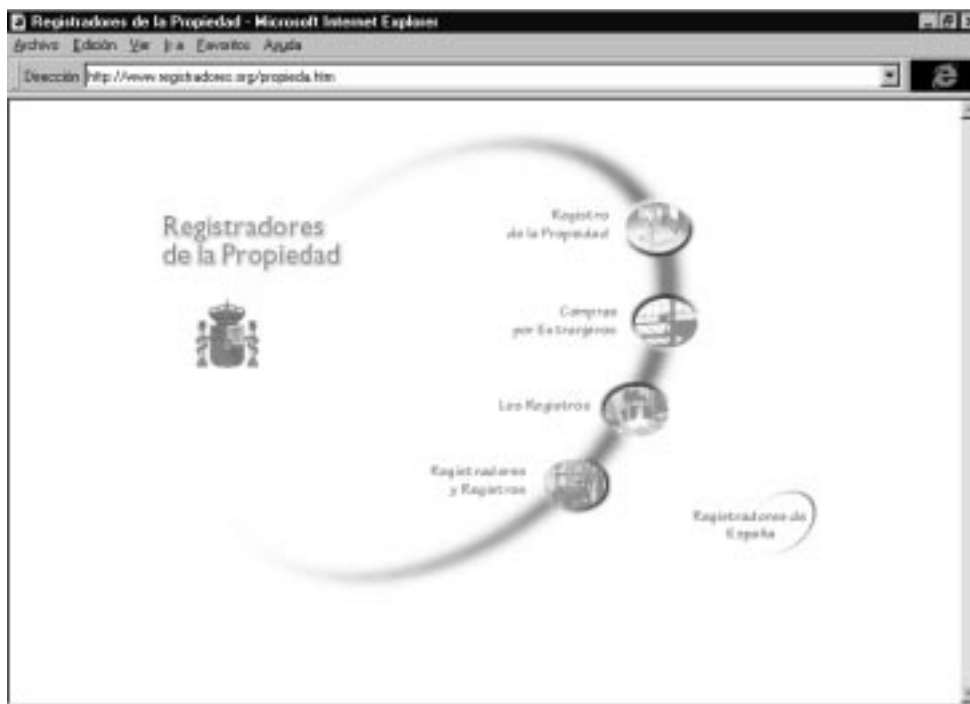 Registradores de la Propiedad - Microsoft Internet Explorer
Archivo Edición Ver Ir a Favoritos Ayuda
Dirección http://www.registradores.org/propieda.htm
Registradores
de la Propiedad
Registro
de la Propiedad
Compras
por Extranjeros
Los Registros
Registradores
y Registros
Registradores de
España